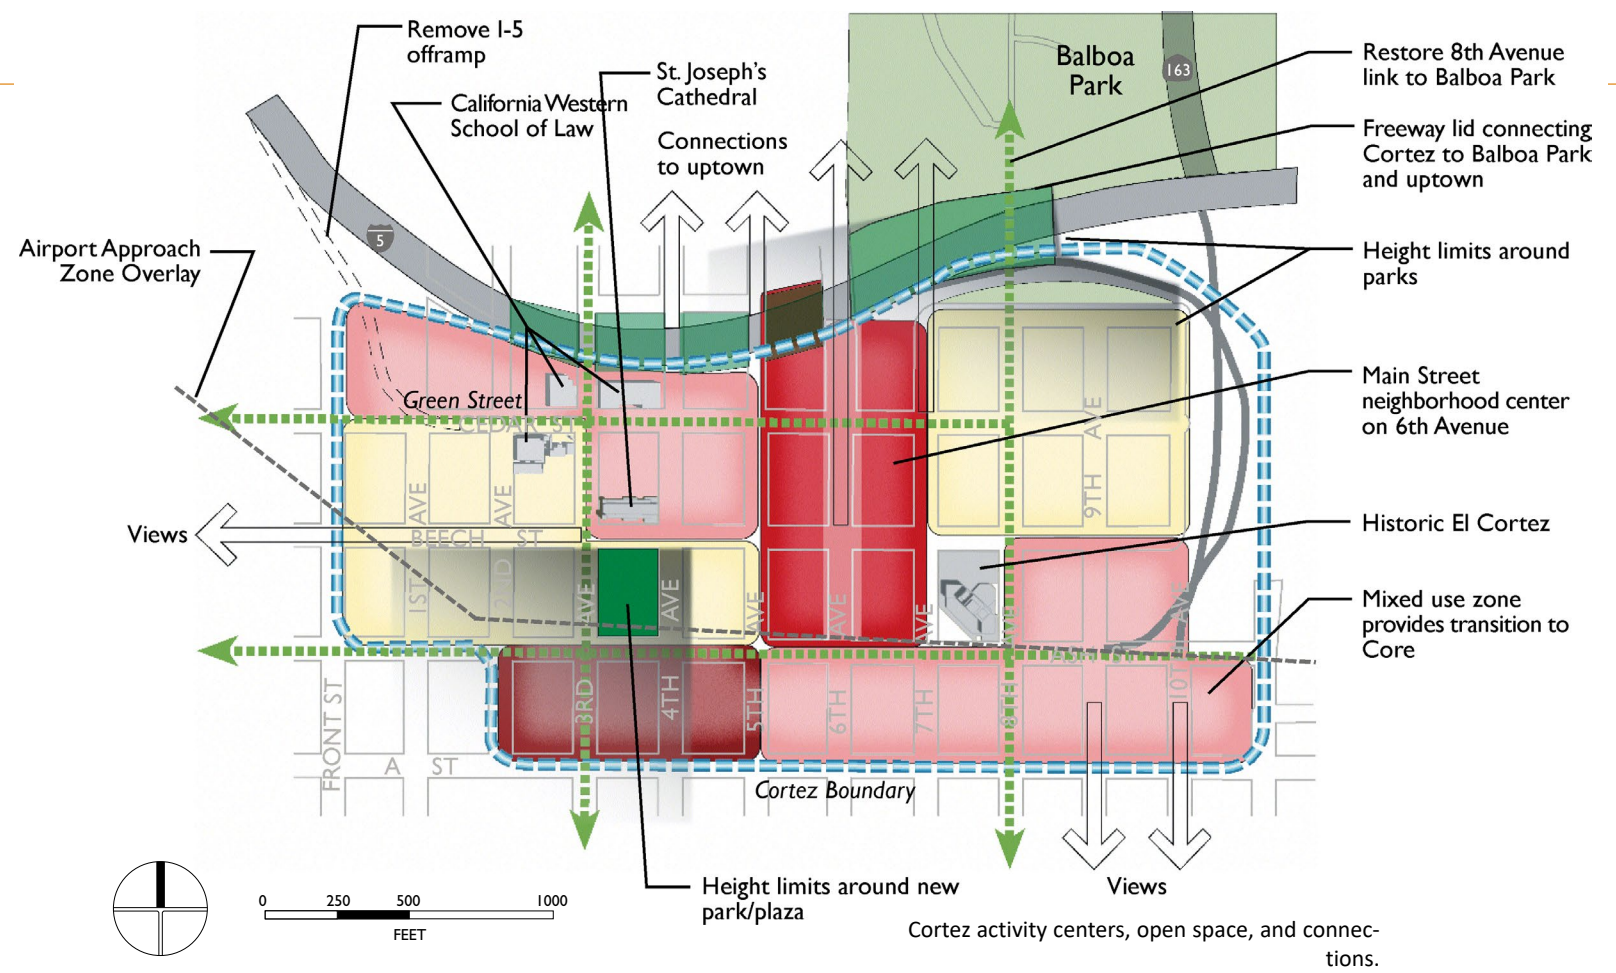 Remove I-5
offramp
St. Joseph's
Cathedral
California Western
School of Law
Connections
to uptown
Balboa
Park
163
Restore 8th Avenue
link to Balboa Park
Freeway lid connecting
Cortez to Balboa Park
and uptown
5
Airport Approach
Zone Overlay
Height limits around
parks
Green Street
CEDAR ST
Main Street
neighborhood center
on 6th Avenue
9TH AVE
Views
BEECH ST
Historic El Cortez
1ST AVE
2ND AVE
3RD AVE
4TH AVE
5TH AVE
6TH AVE
7TH AVE
8TH AVE
10TH AVE
Mixed use zone
provides transition to
Core
ASH ST
FRONT ST
A ST
Cortez Boundary
Height limits around new
park/plaza
Views
0 250 500 1000
FEET
Cortez activity centers, open space, and connec-
tions.